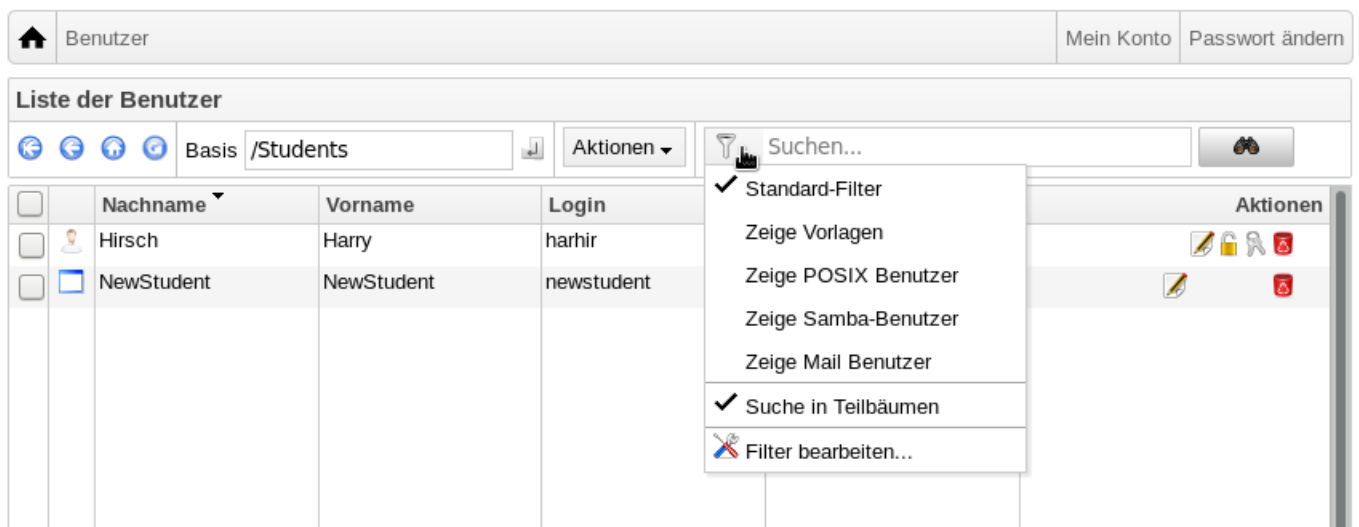 Benutzer Mein Konto Passwort ändern
Liste der Benutzer
Basis /Students Aktionen Suchen...
Nachname Vorname Login Aktionen
Hirsch Harry harhir
NewStudent NewStudent newstudent
Standard-Filter
Zeige Vorlagen
Zeige POSIX Benutzer
Zeige Samba-Benutzer
Zeige Mail Benutzer
Suche in Teilbäumen
Filter bearbeiten...